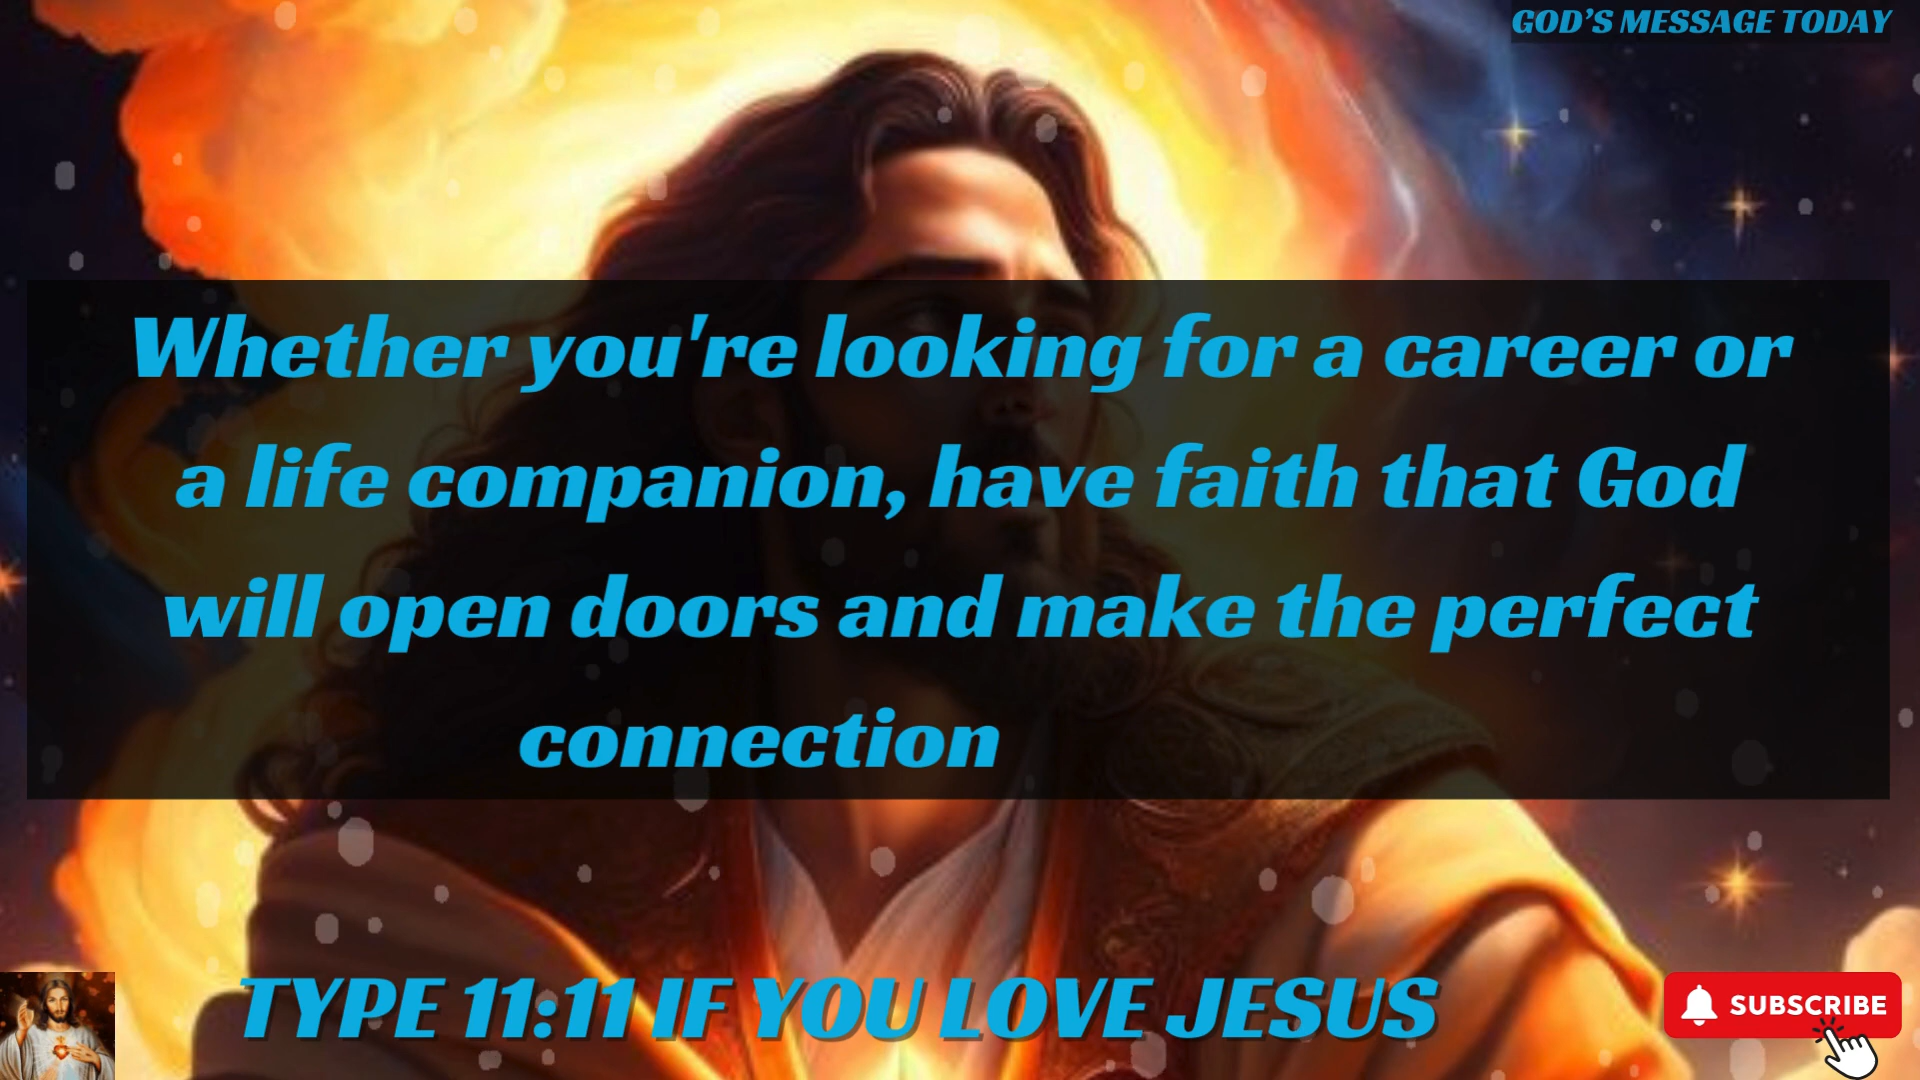 GOD'S MESSAGE TODAY
Whether you're looking for a career or
a life companion, have faith that God
will open doors and make the perfect
connection
TYPE 11:11 IF YOU LOVE JESUS
SUBSCRIBE